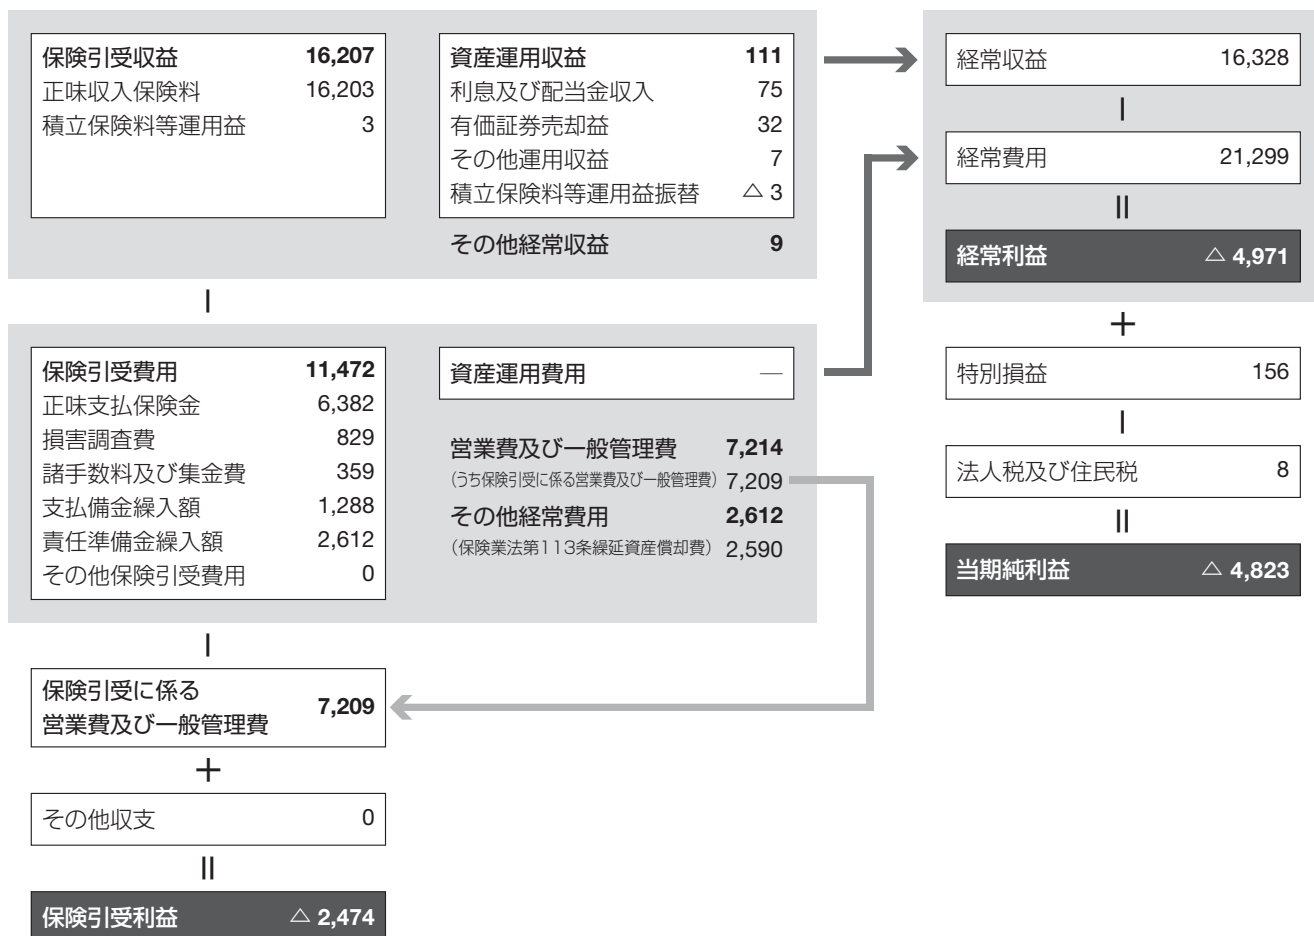 保険引受収益 16,207
正味収入保険料 16,203
積立保険料等運用益 3
資産運用収益 111
利息及び配当金収入 75
有価証券売却益 32
その他運用収益 7
積立保険料等運用益振替 △ 3
その他経常収益 9
−
保険引受費用 11,472
正味支払保険金 6,382
損害調査費 829
諸手数料及び集金費 359
支払備金繰入額 1,288
責任準備金繰入額 2,612
その他保険引受費用 0
資産運用費用 —
営業費及び一般管理費 7,214
(うち保険引受に係る営業費及び一般管理費) 7,209
その他経常費用 2,612
(保険業法第113条繰延資産償却費) 2,590
−
保険引受に係る
営業費及び一般管理費 7,209
+
その他収支 0
=
保険引受利益 △ 2,474
経常収益 16,328
−
経常費用 21,299
=
経常利益 △ 4,971
+
特別損益 156
−
法人税及び住民税 8
=
当期純利益 △ 4,823